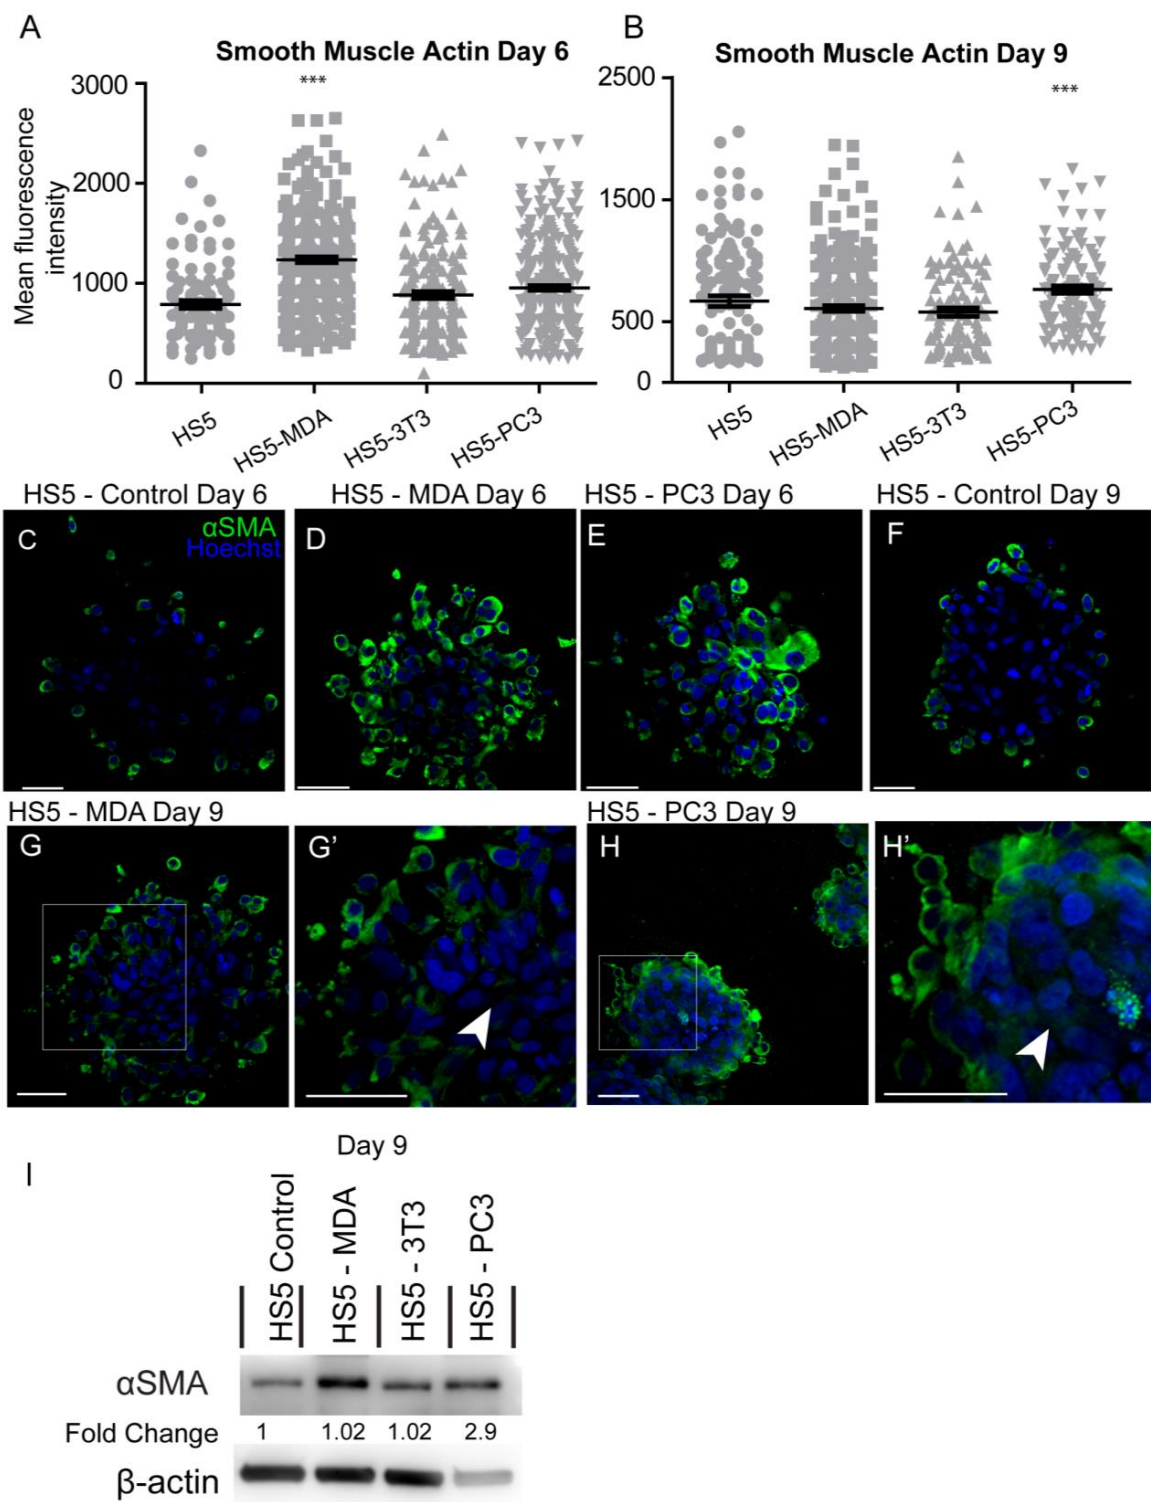 A
B
Smooth Muscle Actin Day 6
Smooth Muscle Actin Day 9
Mean fluorescence
intensity
3000
2000
1000
0
***
HS5
HS5-MDA
HS5-3T3
HS5-PC3
2500
1500
500
0
***
HS5
HS5-MDA
HS5-3T3
HS5-PC3
HS5 - Control Day 6
HS5 - MDA Day 6
HS5 - PC3 Day 6
HS5 - Control Day 9
C
αSMA
Hoechst
D
E
F
HS5 - MDA Day 9
HS5 - PC3 Day 9
G
G'
H
H'
I
Day 9
HS5 Control
HS5 - MDA
HS5 - 3T3
HS5 - PC3
αSMA
Fold Change 1 1.02 1.02 2.9
β-actin